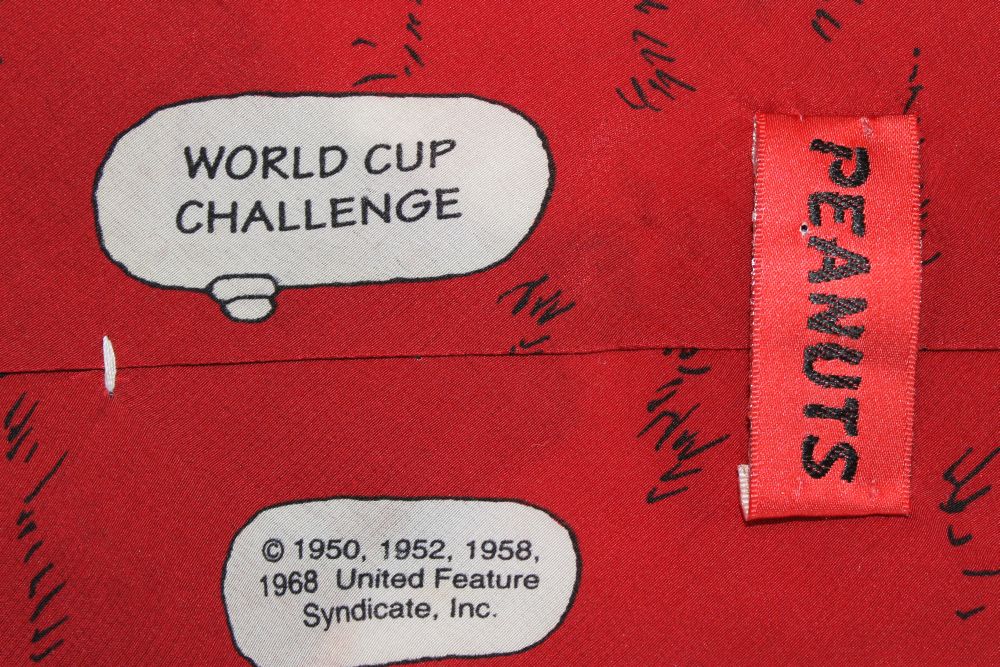 WORLD CUP
CHALLENGE
PEANUTS
© 1950, 1952, 1958,
1968 United Feature
Syndicate, Inc.